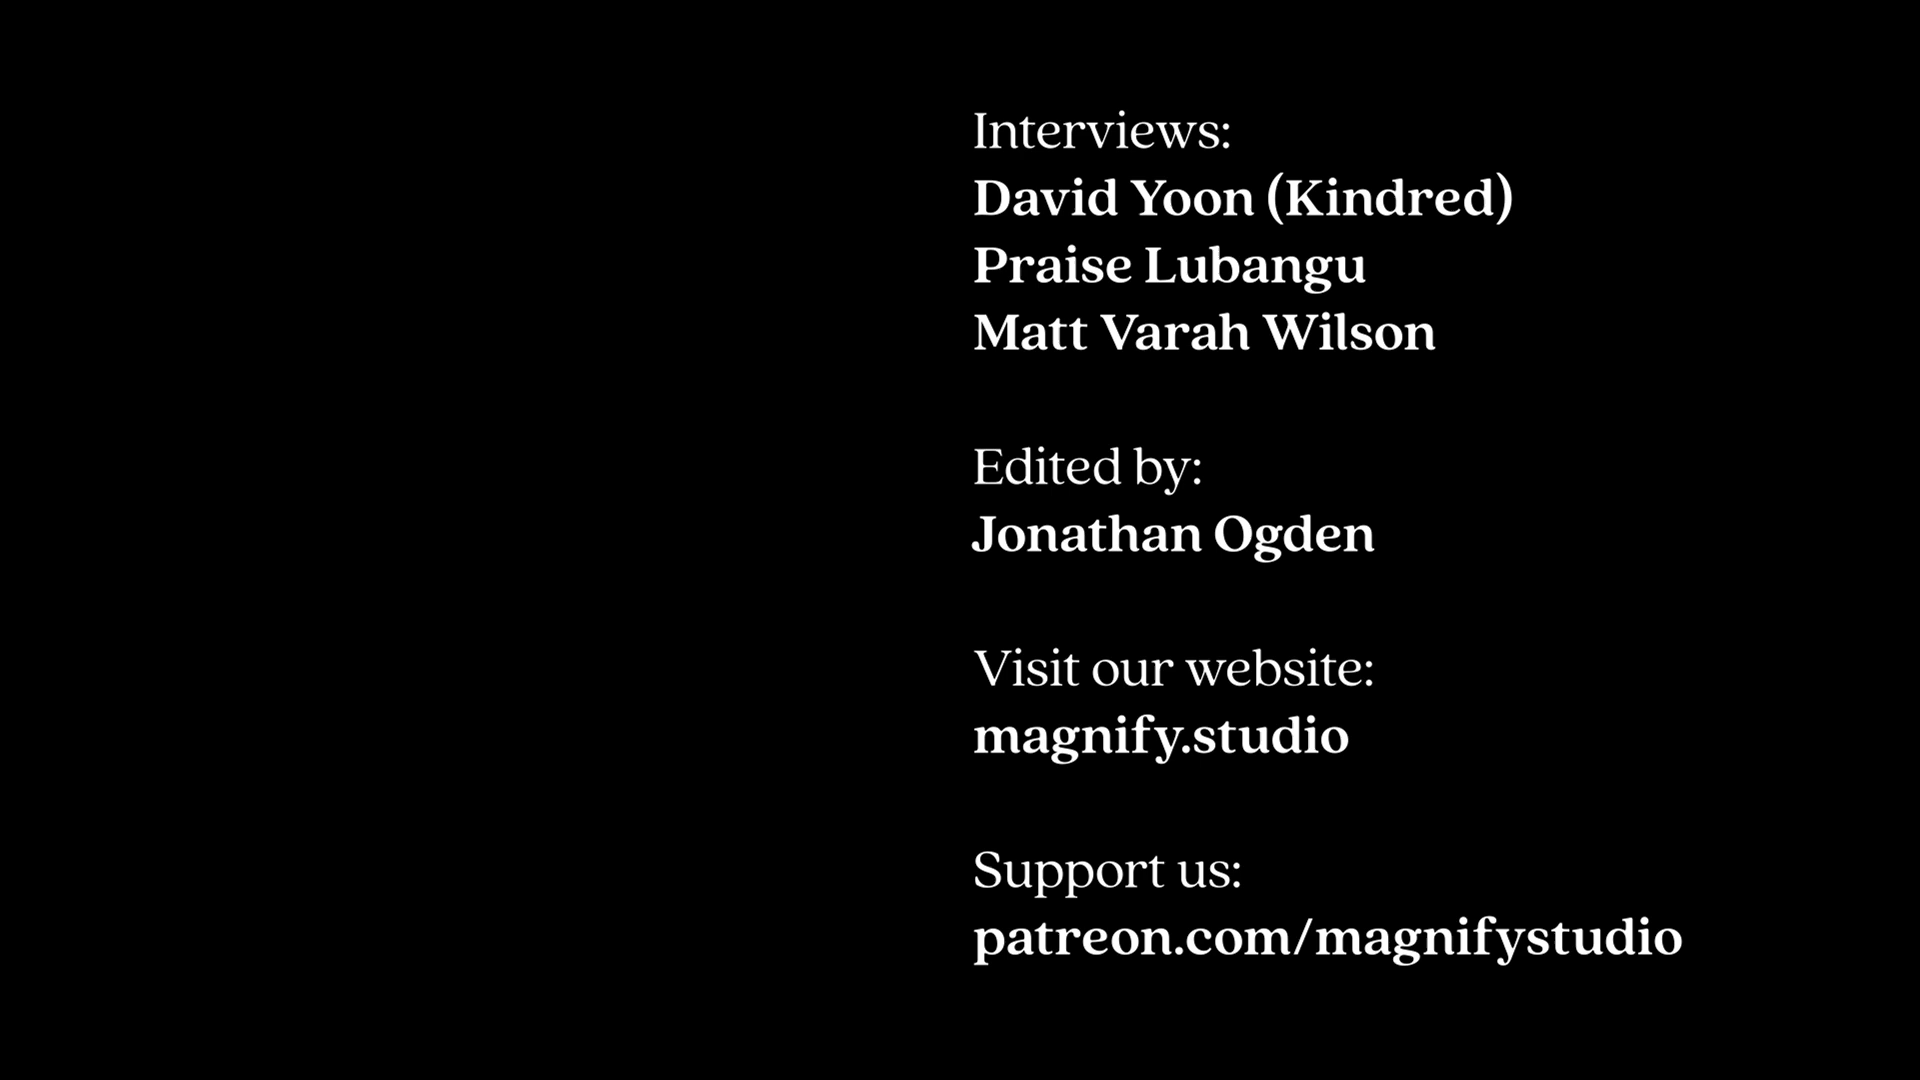 Interviews:
David Yoon (Kindred)
Praise Lubangu
Matt Varah Wilson
Edited by:
Jonathan Ogden
Visit our website:
magnify.studio
Support us:
patreon.com/magnifystudio